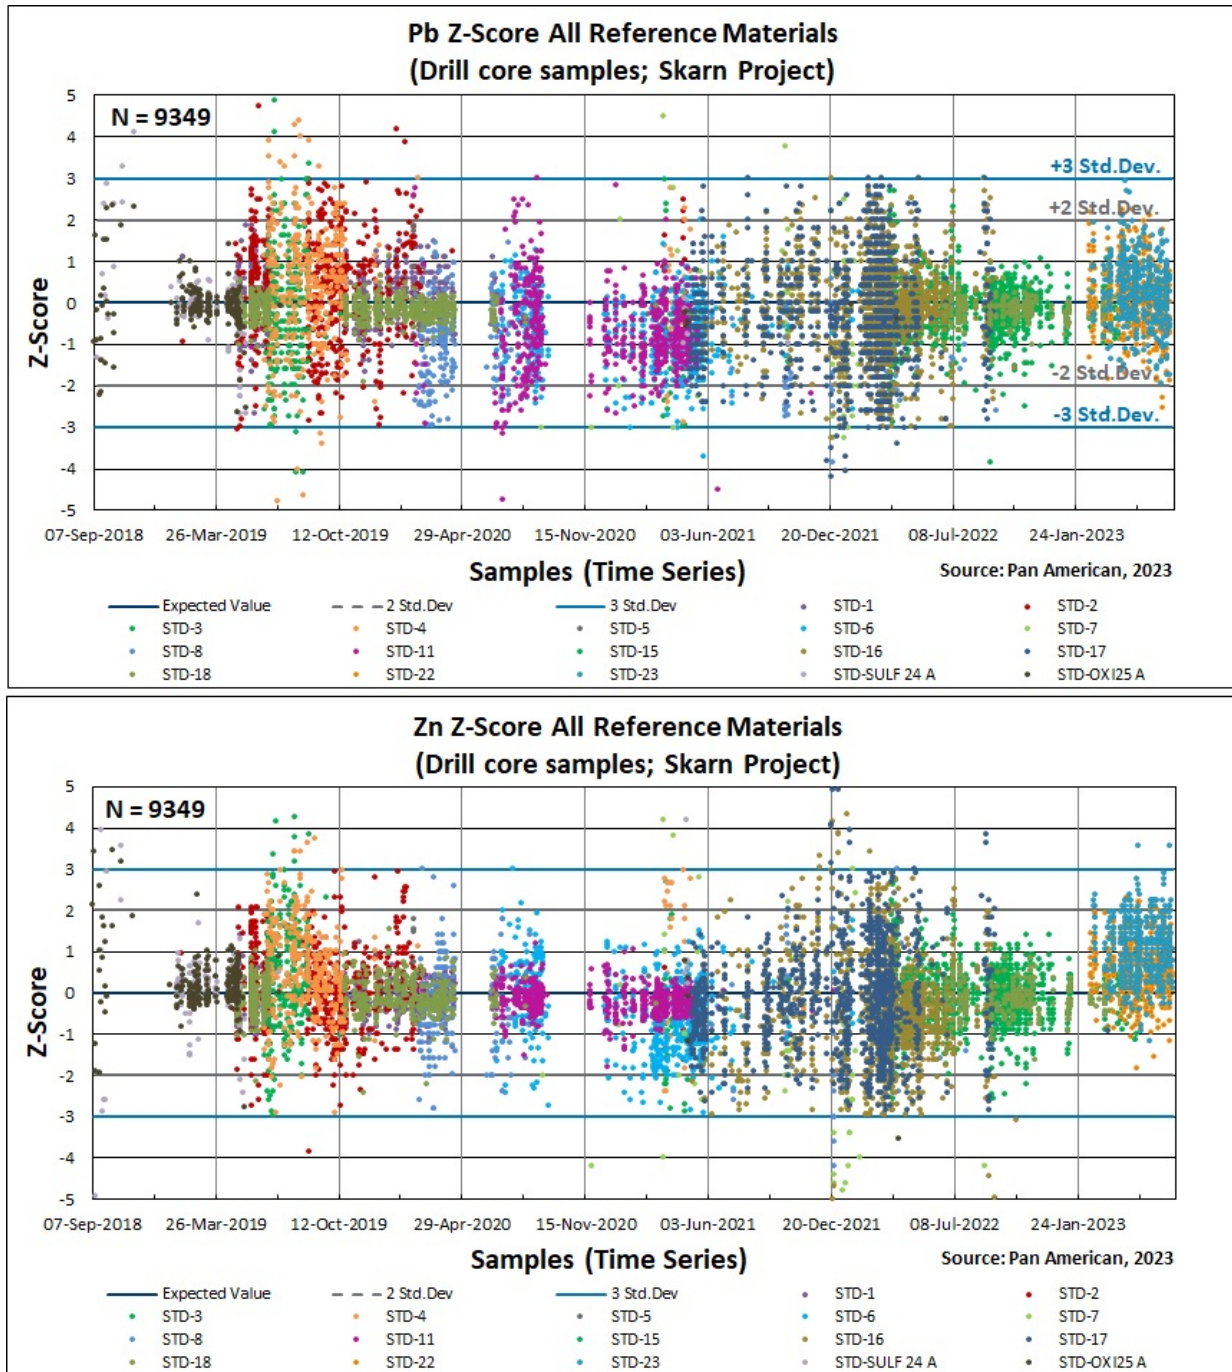 Pb Z-Score All Reference Materials
(Drill core samples; Skarn Project)
N = 9349
5
4
3
2
1
0
-1
-2
-3
-4
-5
Z-Score
+3 Std.Dev.
+2 Std.Dev.
-2 Std.Dev.
-3 Std.Dev.
07-Sep-2018 26-Mar-2019 12-Oct-2019 29-Apr-2020 15-Nov-2020 03-Jun-2021 20-Dec-2021 08-Jul-2022 24-Jan-2023
Samples (Time Series)
Source: Pan American, 2023
Expected Value 2 Std.Dev 3 Std.Dev STD-1 STD-2
STD-3 STD-4 STD-5 STD-6 STD-7
STD-8 STD-11 STD-15 STD-16 STD-17
STD-18 STD-22 STD-23 STD-SULF 24 A STD-OXI25 A
Zn Z-Score All Reference Materials
(Drill core samples; Skarn Project)
N = 9349
5
4
3
2
1
0
-1
-2
-3
-4
-5
Z-Score
07-Sep-2018 26-Mar-2019 12-Oct-2019 29-Apr-2020 15-Nov-2020 03-Jun-2021 20-Dec-2021 08-Jul-2022 24-Jan-2023
Samples (Time Series)
Source: Pan American, 2023
Expected Value 2 Std.Dev 3 Std.Dev STD-1 STD-2
STD-3 STD-4 STD-5 STD-6 STD-7
STD-8 STD-11 STD-15 STD-16 STD-17
STD-18 STD-22 STD-23 STD-SULF 24 A STD-OXI25 A